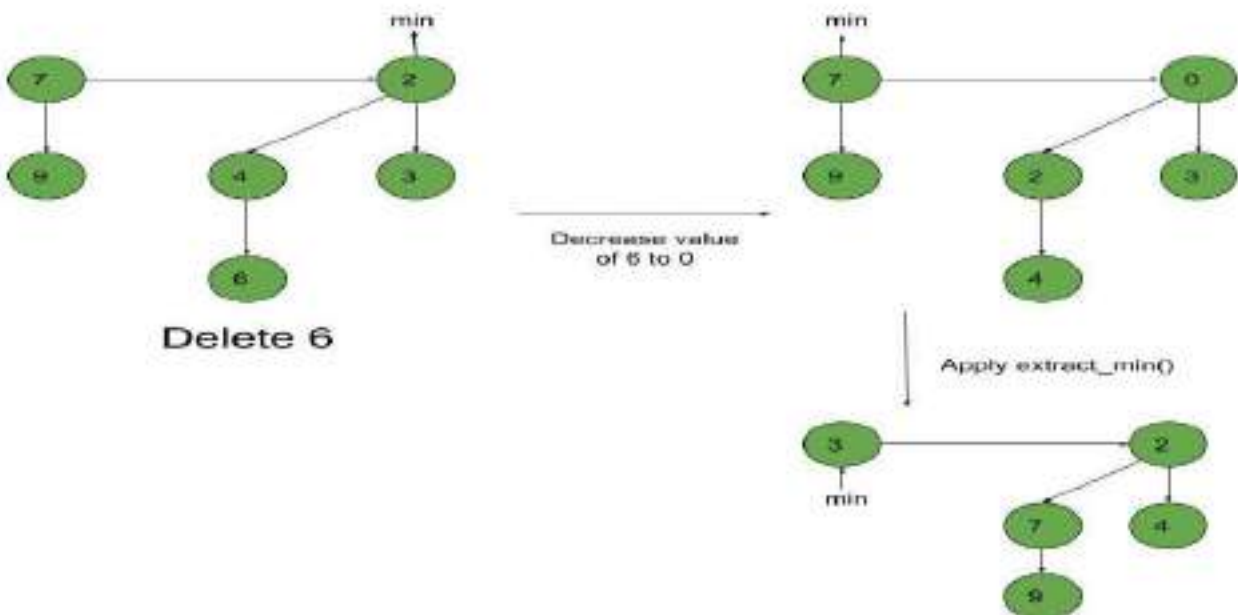 min
7
2
9
4
3
6
Delete 6
Decrease value
of 6 to 0
min
7
0
9
2
3
4
Apply extract_min()
3
2
min
7
4
9